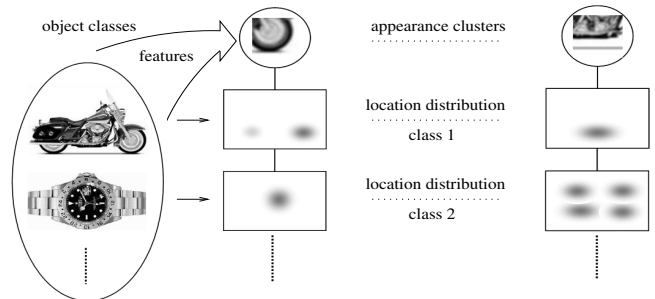 object classes
features
appearance clusters
location distribution
class 1
location distribution
class 2